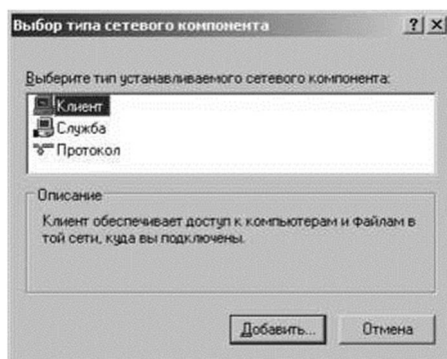 Выбор типа сетевого компонента
Выберите тип устанавливаемого сетевого компонента:
Клиент
Служба
Протокол
Описание
Клиент обеспечивает доступ к компьютерам и файлам в
той сети, куда вы подключены.
Добавить... Отмена